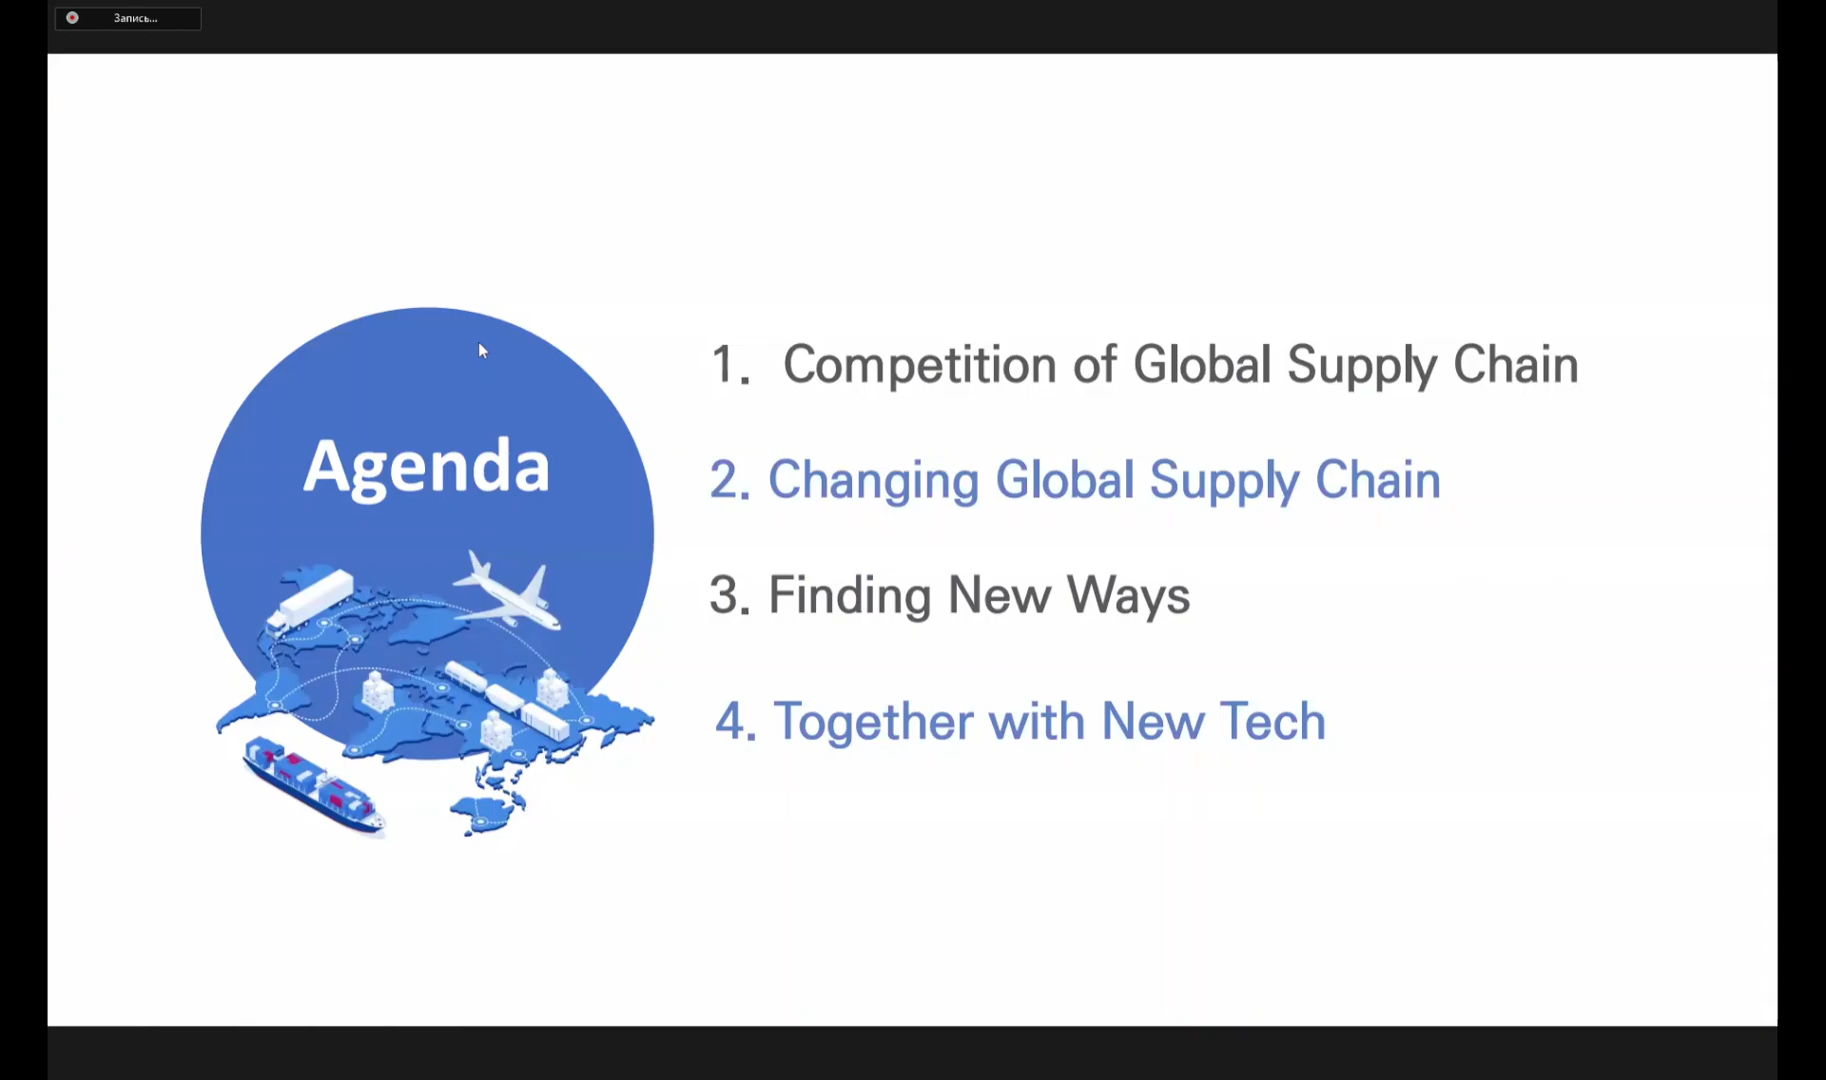 Запись...
Agenda
1. Competition of Global Supply Chain
2. Changing Global Supply Chain
3. Finding New Ways
4. Together with New Tech